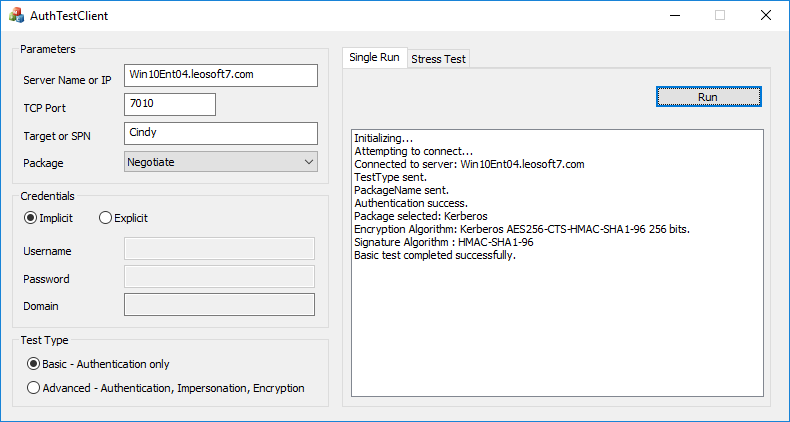 AuthTestClient
Parameters
Server Name or IP
Win10Ent04.leosoft7.com
TCP Port
7010
Target or SPN
Cindy
Package
Negotiate
Credentials
Implicit
Explicit
Username
Password
Domain
Test Type
Basic - Authentication only
Advanced - Authentication, Impersonation, Encryption
Single Run
Stress Test
Run
Initializing...
Attempting to connect...
Connected to server: Win10Ent04.leosoft7.com
TestType sent.
PackageName sent.
Authentication success.
Package selected: Kerberos
Encryption Algorithm: Kerberos AES256-CTS-HMAC-SHA1-96 256 bits.
Signature Algorithm : HMAC-SHA1-96
Basic test completed successfully.